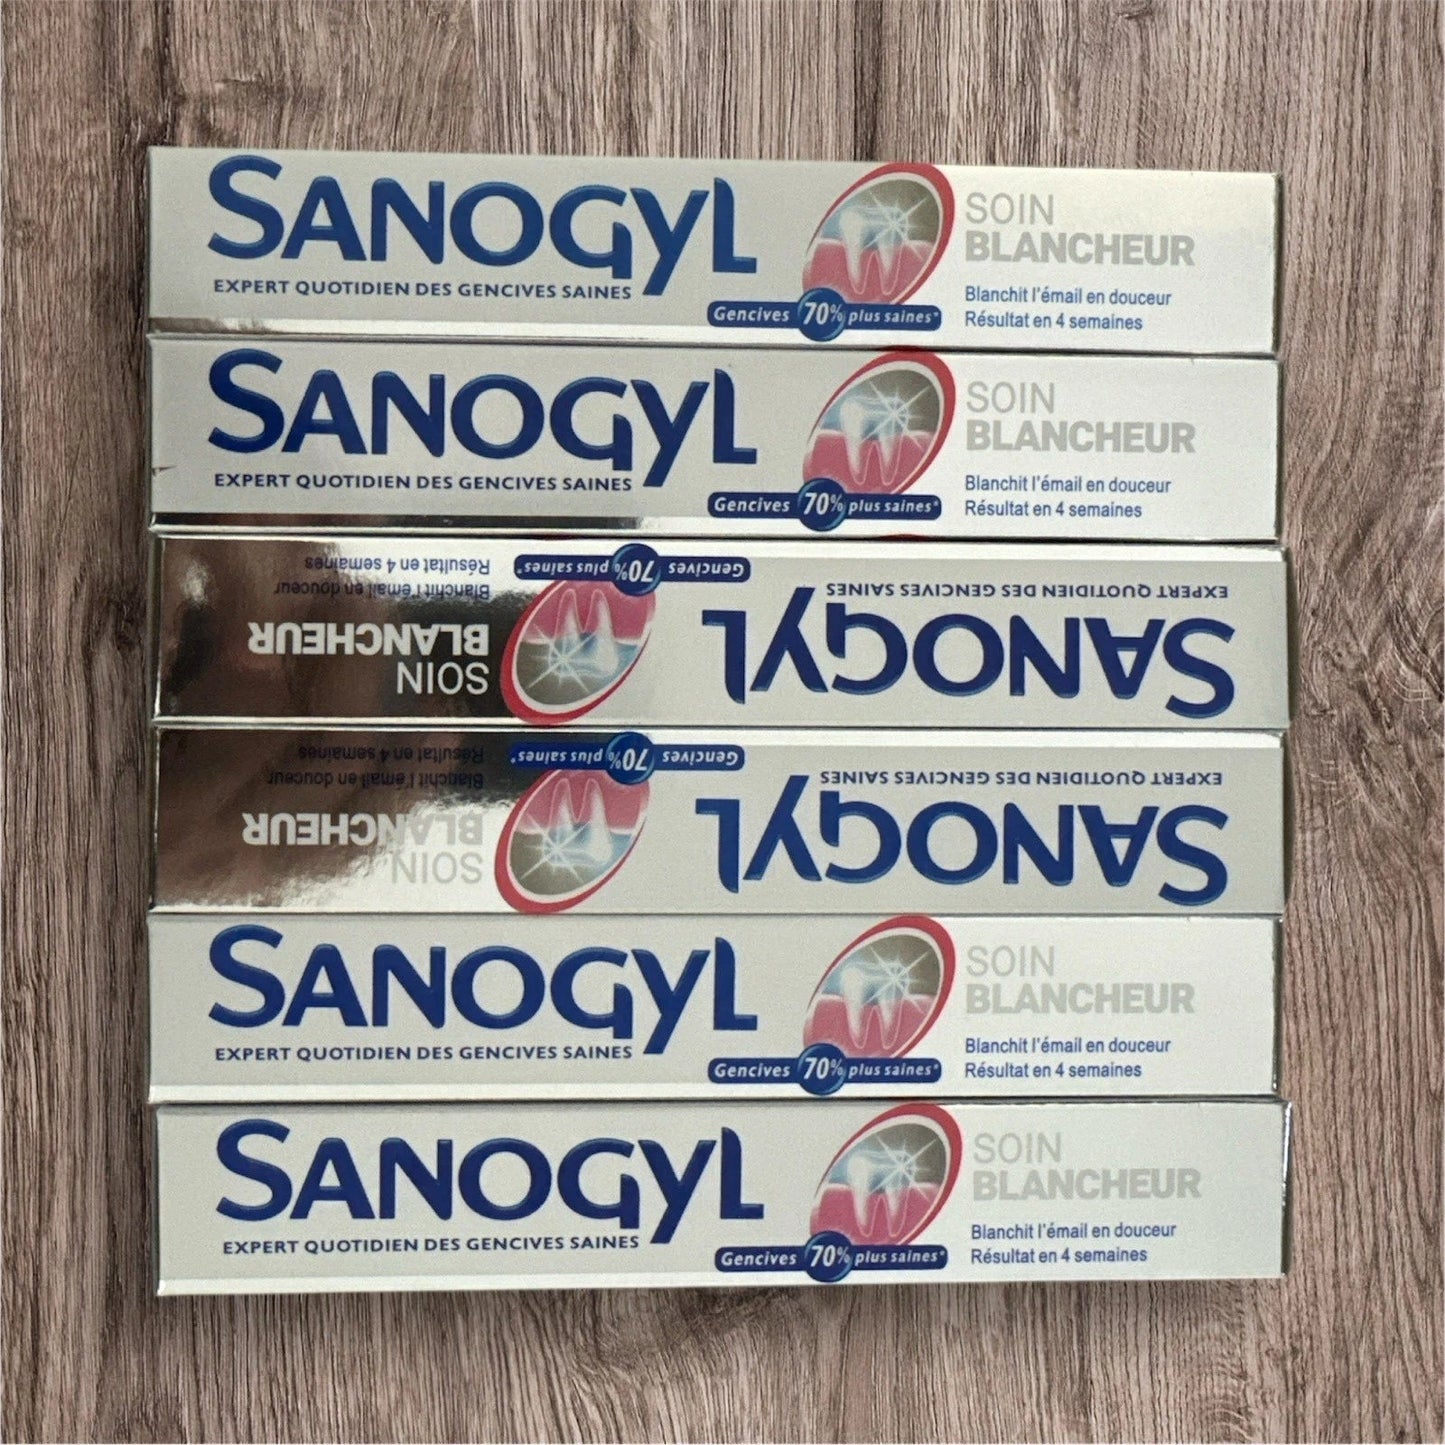 SANOGYL
EXPERT QUOTIDIEN DES GENCIVES SAINES
Gencives 70% plus saines*
SOIN
BLANCHEUR
Blanchit l'émail en douceur
Résultat en 4 semaines
SANOGYL
EXPERT QUOTIDIEN DES GENCIVES SAINES
Gencives 70% plus saines*
SOIN
BLANCHEUR
Blanchit l'émail en douceur
Résultat en 4 semaines
SANOGYL
EXPERT QUOTIDIEN DES GENCIVES SAINES
Gencives 70% plus saines*
SOIN
BLANCHEUR
Blanchit l'émail en douceur
Résultat en 4 semaines
SANOGYL
EXPERT QUOTIDIEN DES GENCIVES SAINES
Gencives 70% plus saines*
SOIN
BLANCHEUR
Blanchit l'émail en douceur
Résultat en 4 semaines
SANOGYL
EXPERT QUOTIDIEN DES GENCIVES SAINES
Gencives 70% plus saines*
SOIN
BLANCHEUR
Blanchit l'émail en douceur
Résultat en 4 semaines
SANOGYL
EXPERT QUOTIDIEN DES GENCIVES SAINES
Gencives 70% plus saines*
SOIN
BLANCHEUR
Blanchit l'émail en douceur
Résultat en 4 semaines